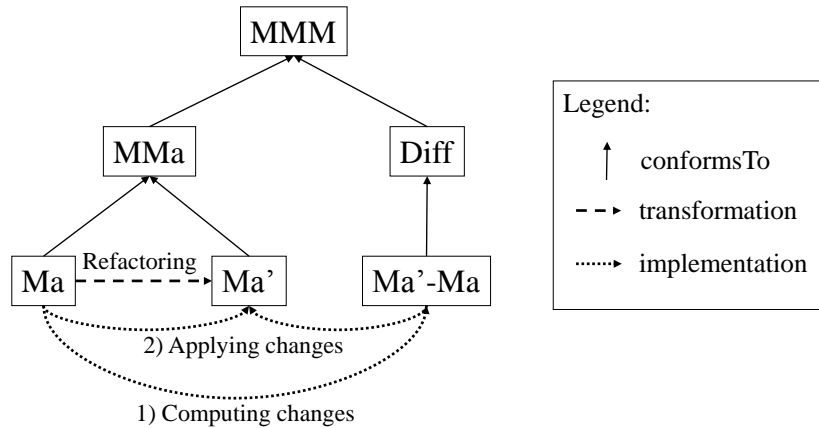 MMM
Legend:
MMa
Diff
conformsTo
transformation
Refactoring
Ma
Ma’
Ma’-Ma
implementation
2) Applying changes
1) Computing changes